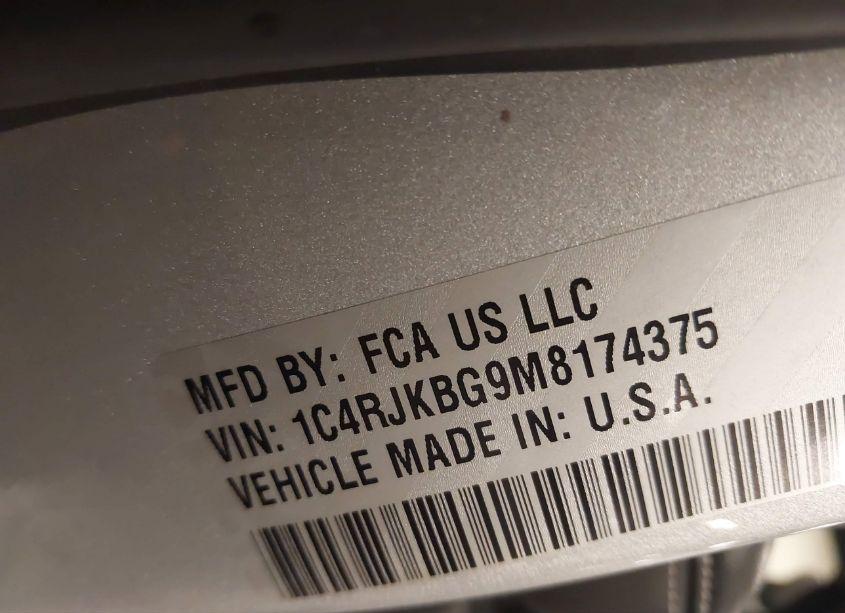 MFD BY: FCA US LLC
VIN: 1C4RJKBG9M8174375
VEHICLE MADE IN: U.S.A.